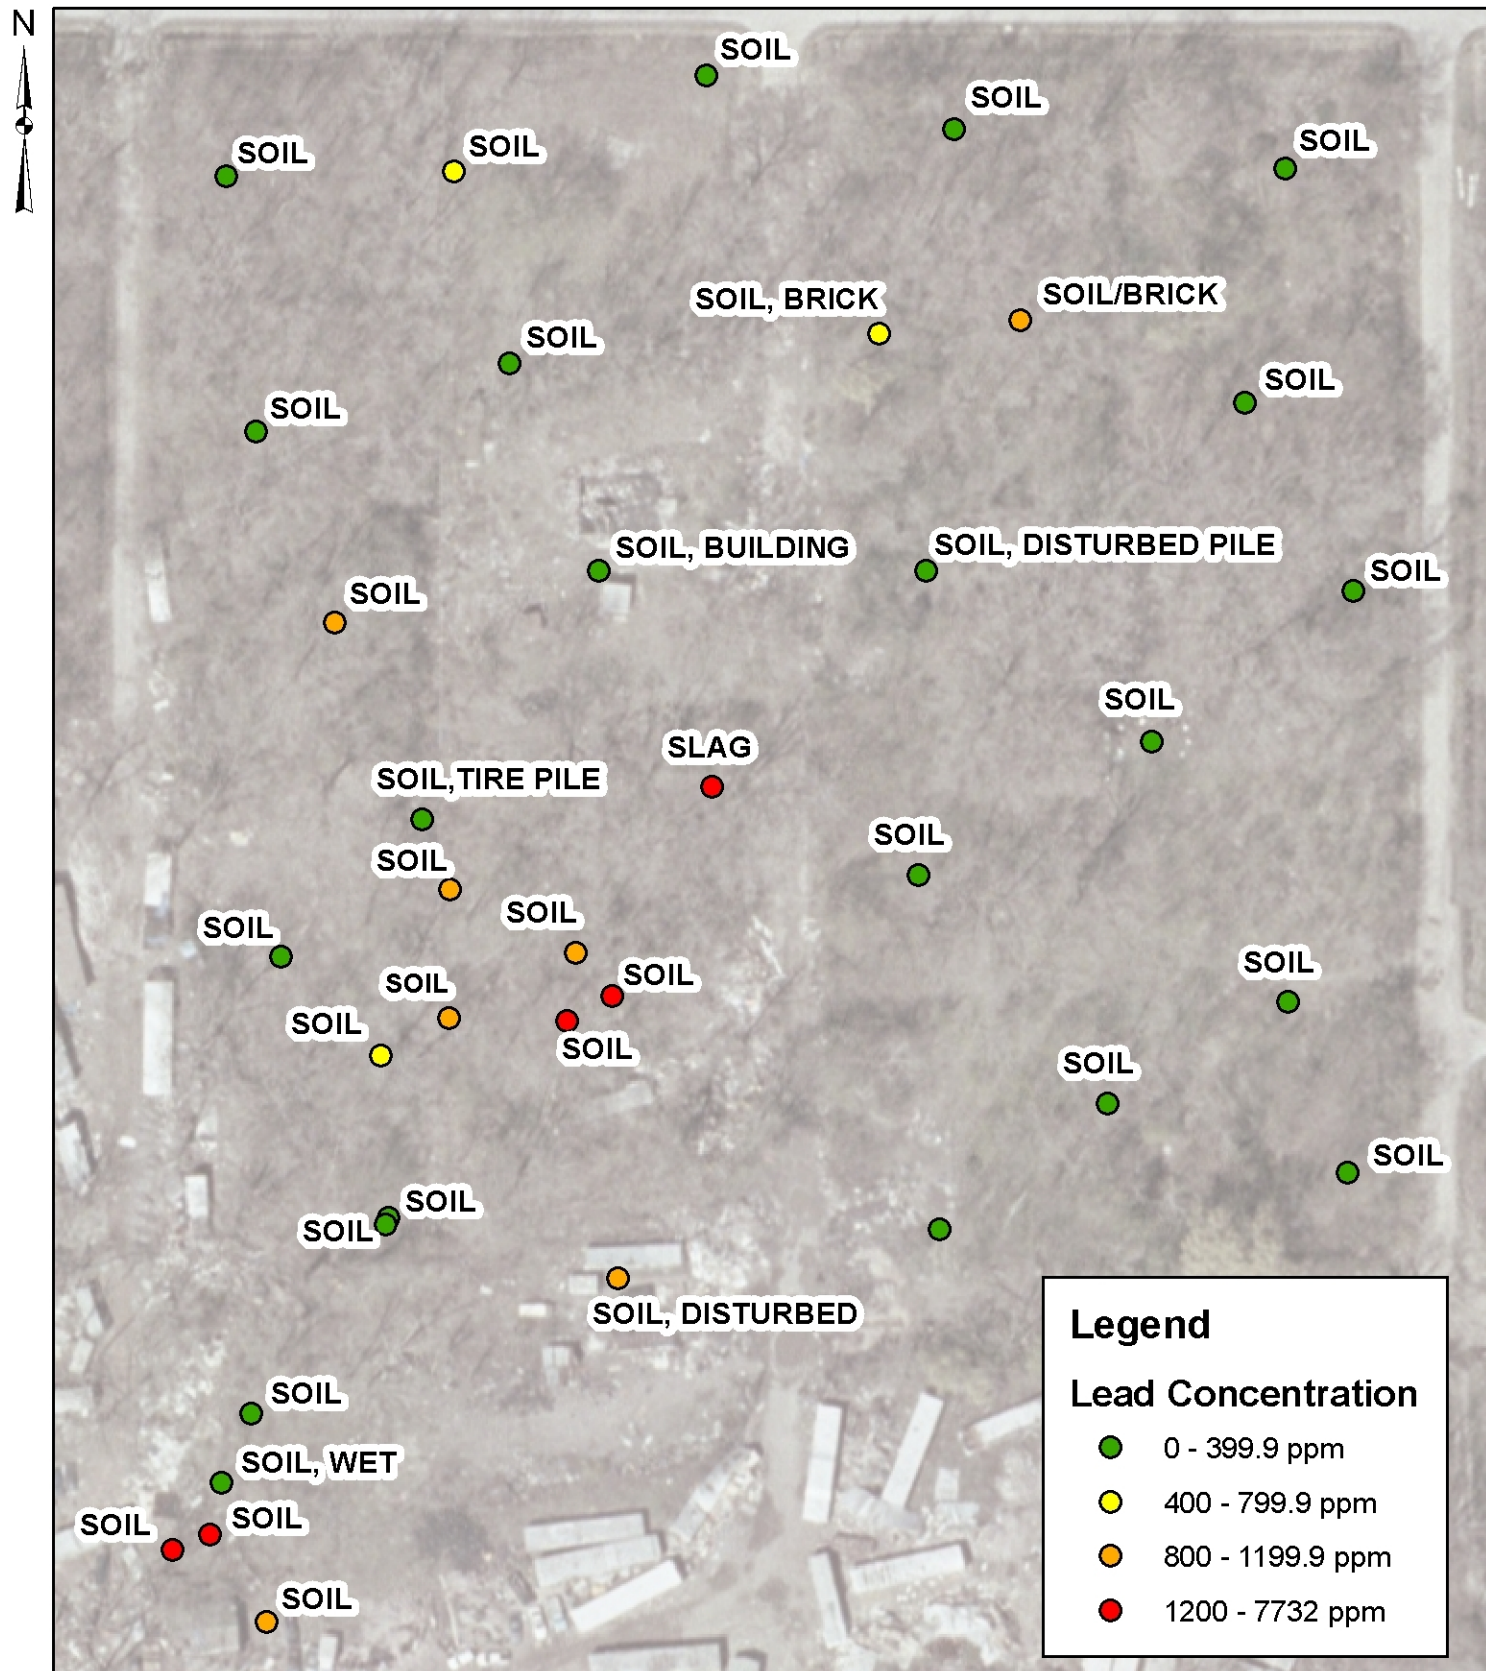 N
SOIL
SOIL
SOIL
SOIL
SOIL
SOIL, BRICK
SOIL/BRICK
SOIL
SOIL
SOIL
SOIL, BUILDING
SOIL, DISTURBED PILE
SOIL
SOIL
SOIL
SLAG
SOIL,TIRE PILE
SOIL
SOIL
SOIL
SOIL
SOIL
SOIL
SOIL
SOIL
SOIL
SOIL
SOIL
SOIL
SOIL
SOIL, DISTURBED
SOIL
SOIL, WET
SOIL
SOIL
SOIL
Legend
Lead Concentration
0 - 399.9 ppm
400 - 799.9 ppm
800 - 1199.9 ppm
1200 - 7732 ppm